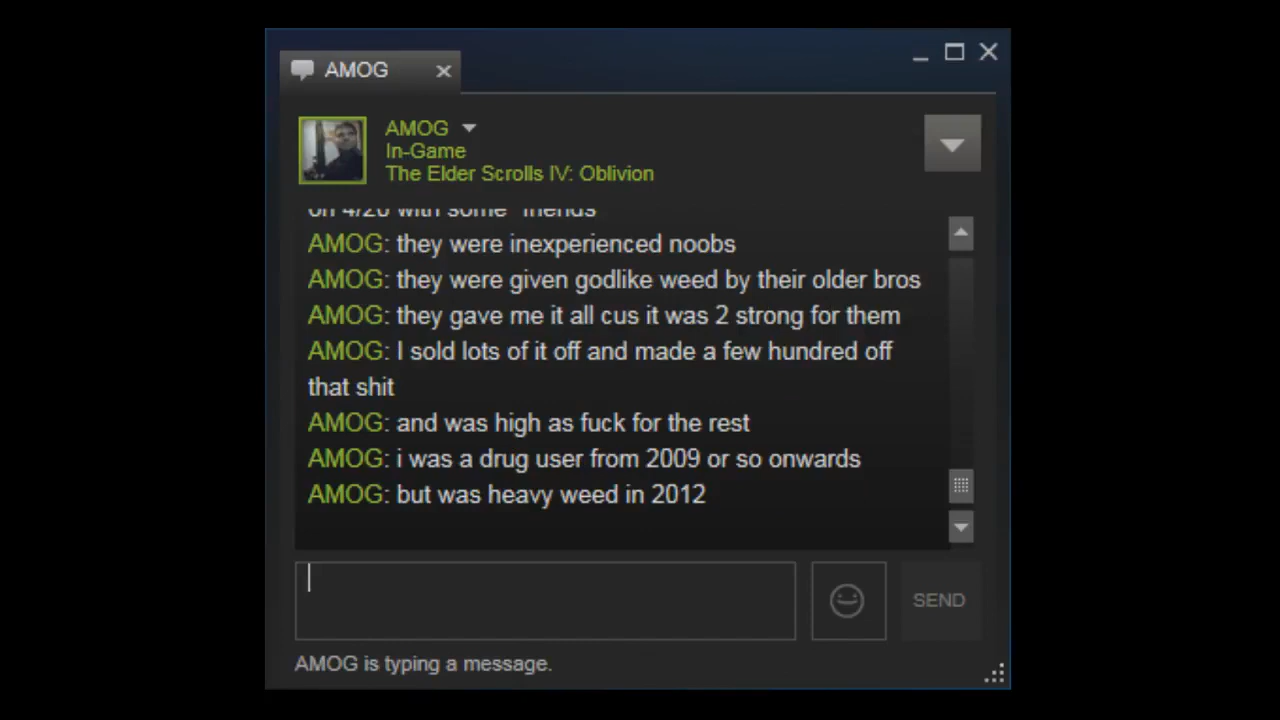 AMOG
AMOG
In-Game
The Elder Scrolls IV: Oblivion
on 4/20 with some "friends
AMOG: they were inexperienced noobs
AMOG: they were given godlike weed by their older bros
AMOG: they gave me it all cus it was 2 strong for them
AMOG: I sold lots of it off and made a few hundred off
that shit
AMOG: and was high as fuck for the rest
AMOG: i was a drug user from 2009 or so onwards
AMOG: but was heavy weed in 2012
SEND
AMOG is typing a message.